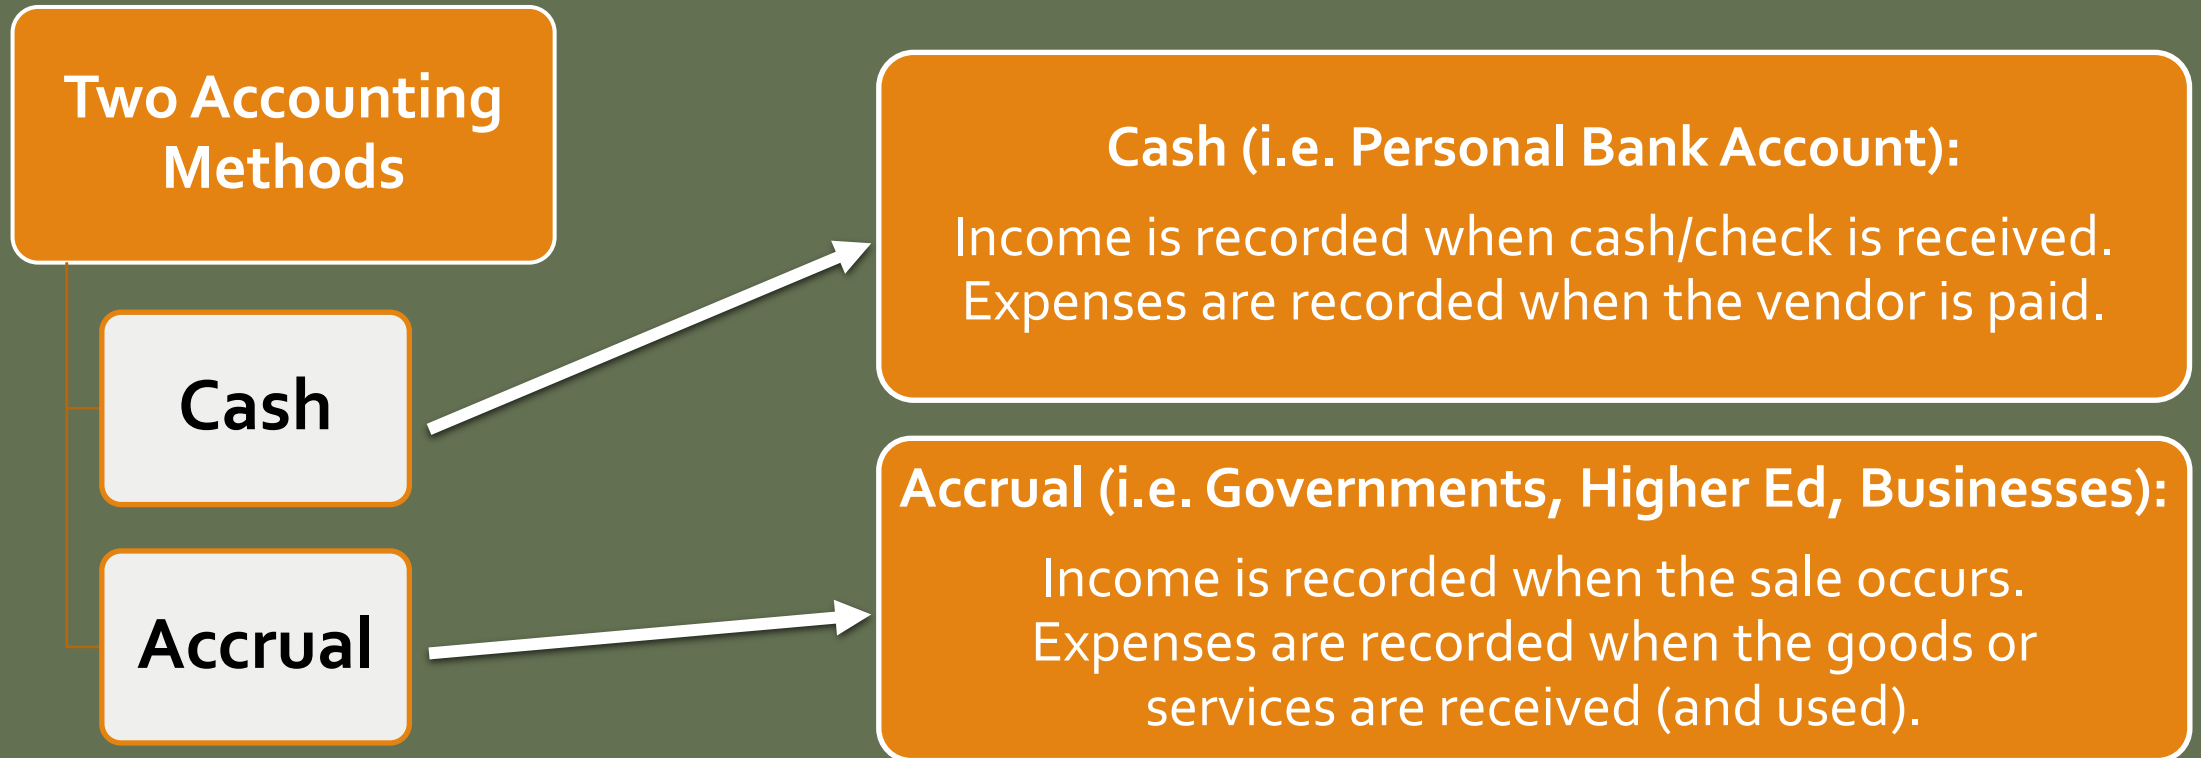 Two Accounting
Methods
Cash
Accrual
Cash (i.e. Personal Bank Account):
Income is recorded when cash/check is received.
Expenses are recorded when the vendor is paid.
Accrual (i.e. Governments, Higher Ed, Businesses):
Income is recorded when the sale occurs.
Expenses are recorded when the goods or
services are received (and used).